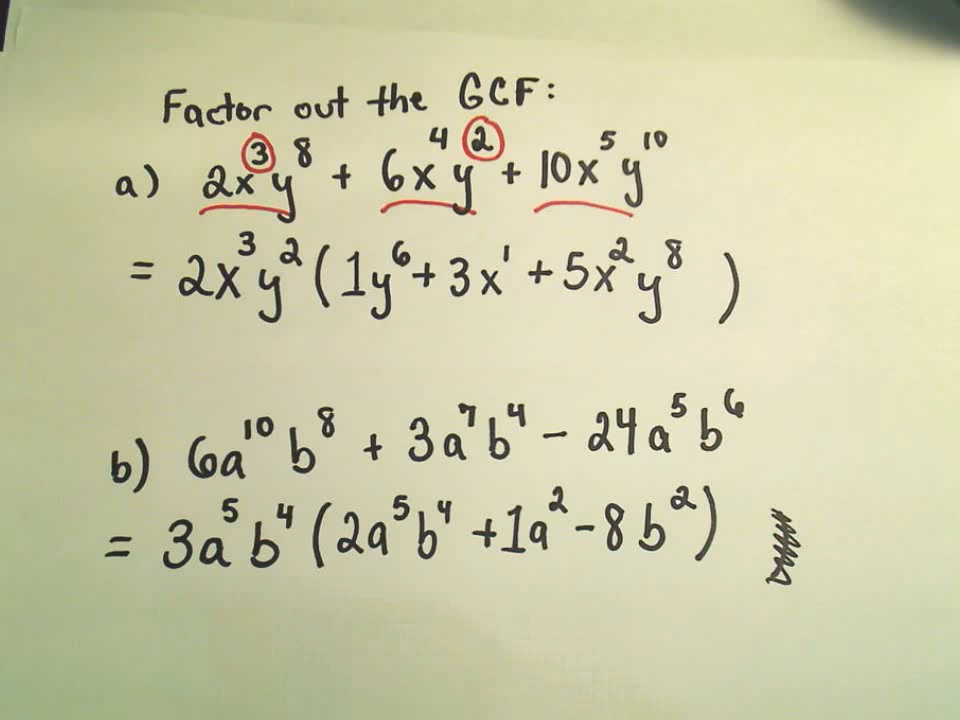 Factor out the GCF:
a) 2x³y⁸ + 6x⁴y² + 10x⁵y¹⁰
= 2x³y² (1y⁶ + 3x¹ + 5x²y⁸ )
b) 6a¹⁰b⁸ + 3a⁷b⁴ − 24a⁵b⁶
= 3a⁵b⁴ (2a⁵b⁴ + 1a² − 8b²)